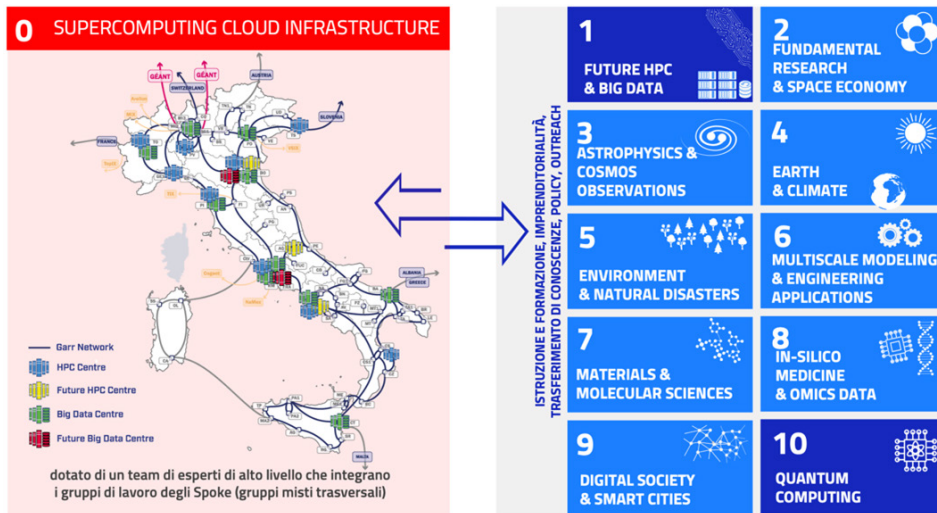 0 SUPERCOMPUTING CLOUD INFRASTRUCTURE
GÉANT
GÉANT
AUSTRIA
SWITZERLAND
SLOVENIA
FRANCE
ALBANIA
GREECE
MALTA
Garr Network
HPC Centre
Future HPC Centre
Big Data Centre
Future Big Data Centre
dotato di un team di esperti di alto livello che integrano
i gruppi di lavoro degli Spoke (gruppi misti trasversali)
ISTRUZIONE E FORMAZIONE, IMPRENDITORIALITÀ,
TRASFERIMENTO DI CONOSCENZE, POLICY, OUTREACH
1
FUTURE HPC
& BIG DATA
2
FUNDAMENTAL
RESEARCH
& SPACE ECONOMY
3
ASTROPHYSICS &
COSMOS
OBSERVATIONS
4
EARTH
& CLIMATE
5
ENVIRONMENT
& NATURAL DISASTERS
6
MULTISCALE MODELING
& ENGINEERING
APPLICATIONS
7
MATERIALS &
MOLECULAR SCIENCES
8
IN-SILICO
MEDICINE
& OMICS DATA
9
DIGITAL SOCIETY
& SMART CITIES
10
QUANTUM
COMPUTING